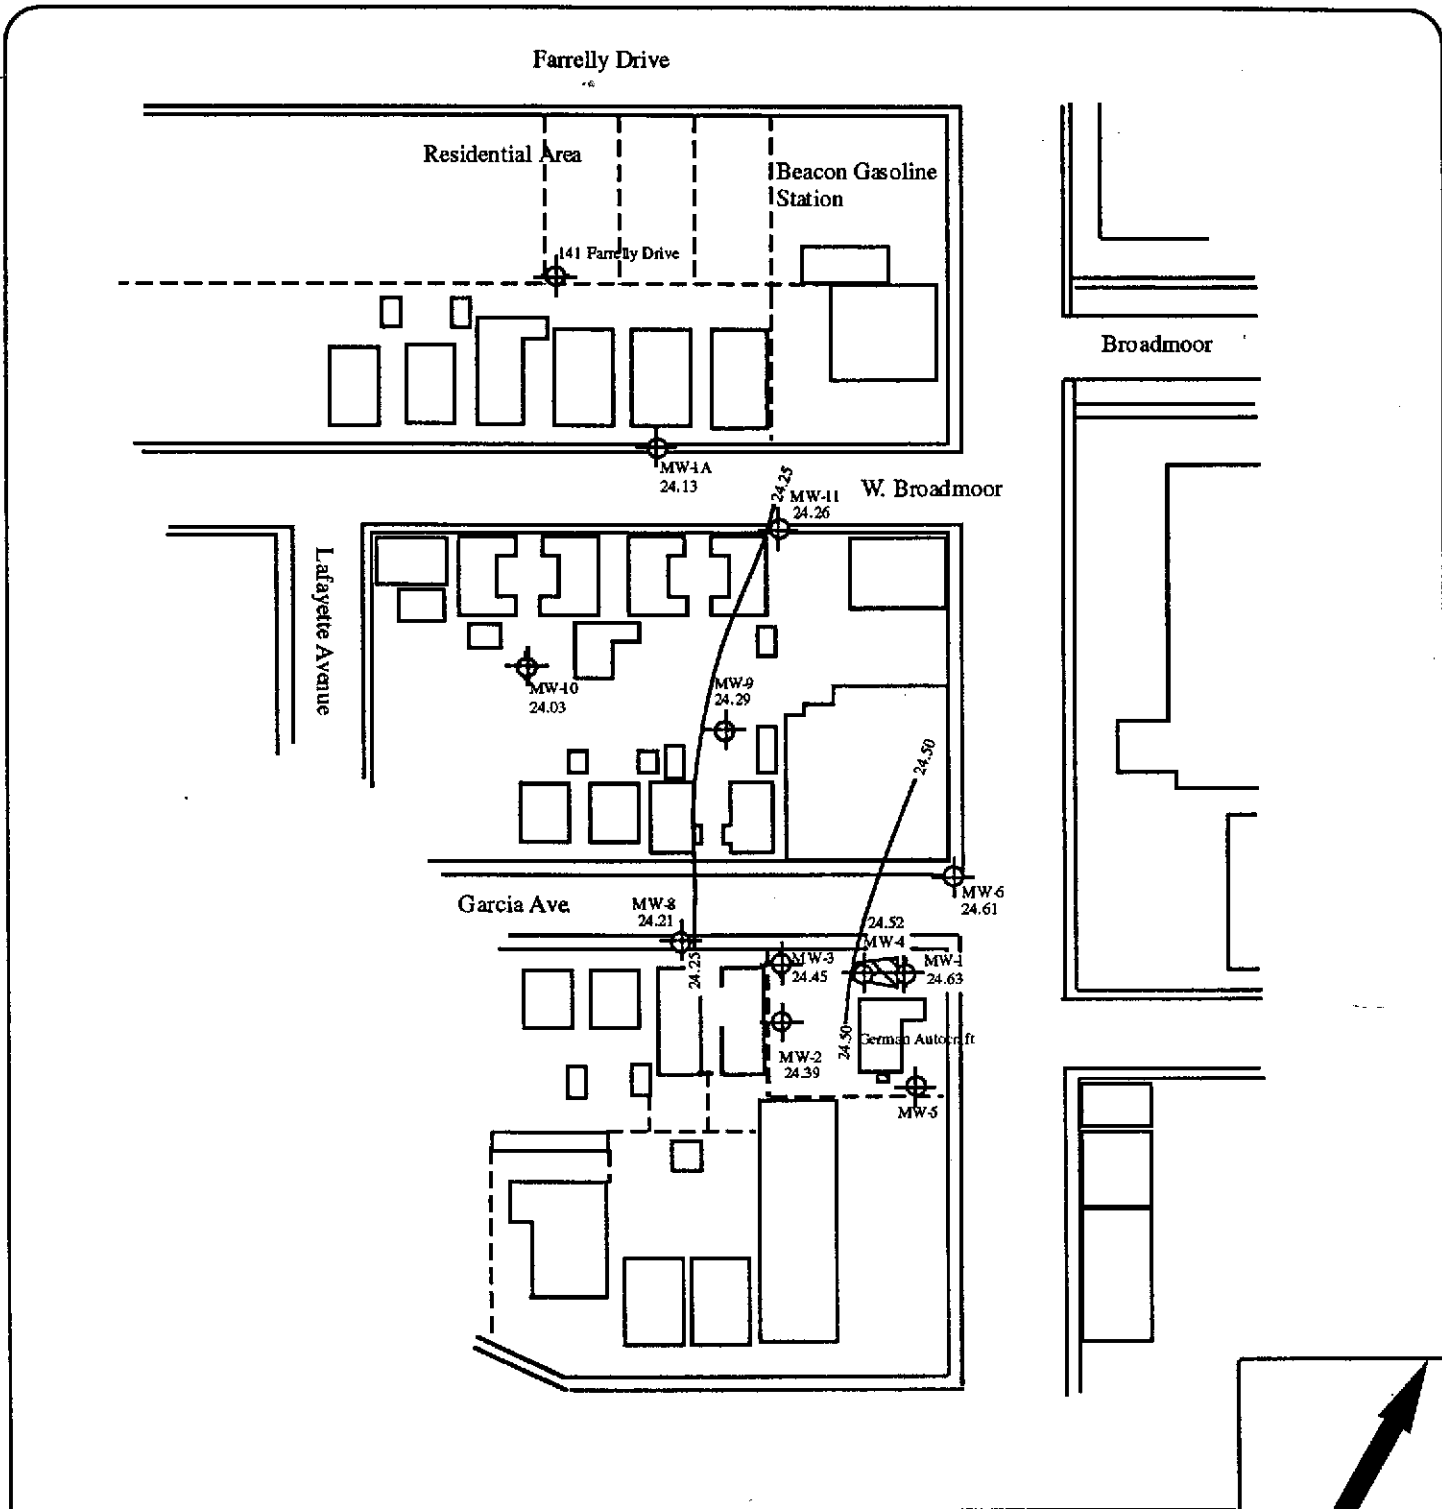 Farrelly Drive
Residential Area
Beacon Gasoline
Station
141 Farrelly Drive
Broadmoor
MW-1A
24.13
24.25
MW-11
24.26
W. Broadmoor
Lafayette Avenue
MW-10
24.03
MW-9
24.29
24.50
MW-6
24.61
Garcia Ave.
MW-8
24.21
24.52
MW-4
MW-3
24.45
MW-1
24.63
24.25
24.50
German Autocraft
MW-2
24.39
MW-5